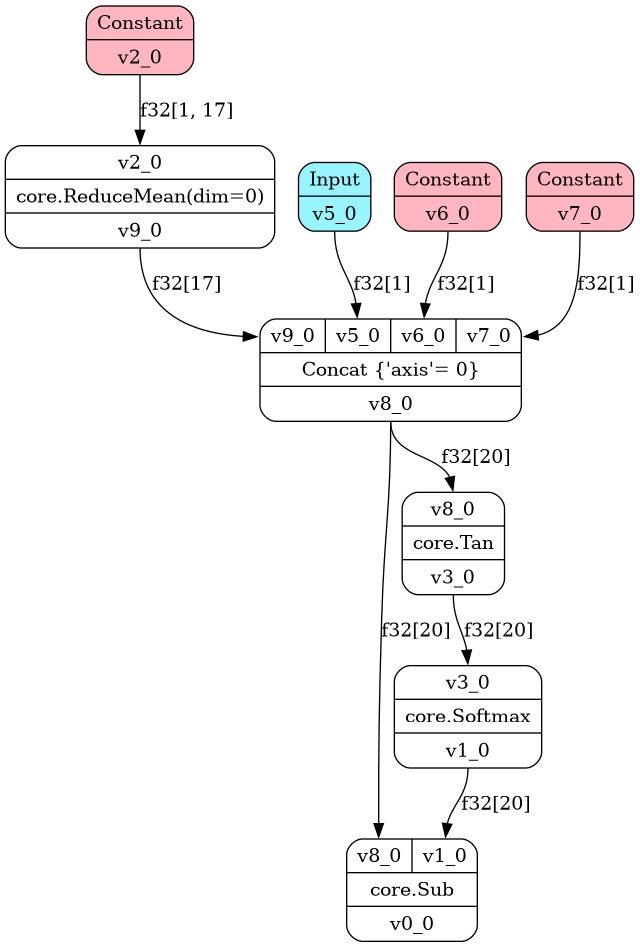 Constant
v2_0
f32[1, 17]
v2_0
core.ReduceMean(dim=0)
v9_0
Input
v5_0
Constant
v6_0
Constant
v7_0
f32[17]
f32[1]
f32[1]
f32[1]
v9_0 v5_0 v6_0 v7_0
Concat {'axis'= 0}
v8_0
f32[20]
v8_0
core.Tan
v3_0
f32[20]
f32[20]
v3_0
core.Softmax
v1_0
f32[20]
v8_0 v1_0
core.Sub
v0_0